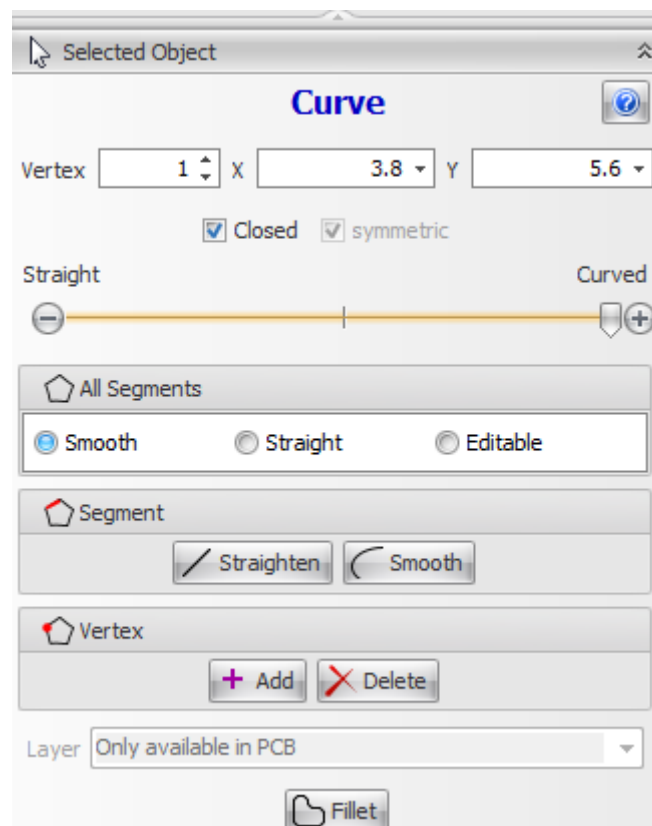 Selected Object
Curve
Vertex 1 X 3.8 Y 5.6
Closed symmetric
Straight Curved
All Segments
Smooth Straight Editable
Segment
Straighten Smooth
Vertex
Add Delete
Layer Only available in PCB
Fillet